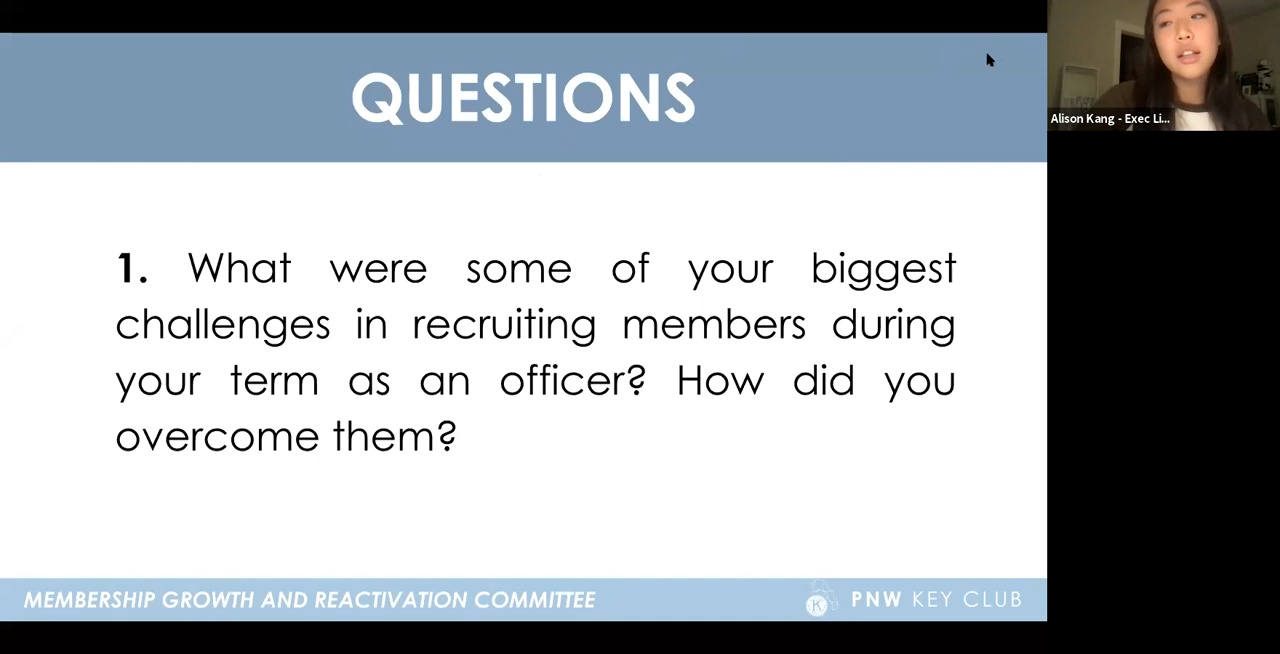 QUESTIONS
Alison Kang - Exec Li...
1. What were some of your biggest
challenges in recruiting members during
your term as an officer? How did you
overcome them?
MEMBERSHIP GROWTH AND REACTIVATION COMMITTEE
K PNW KEY CLUB